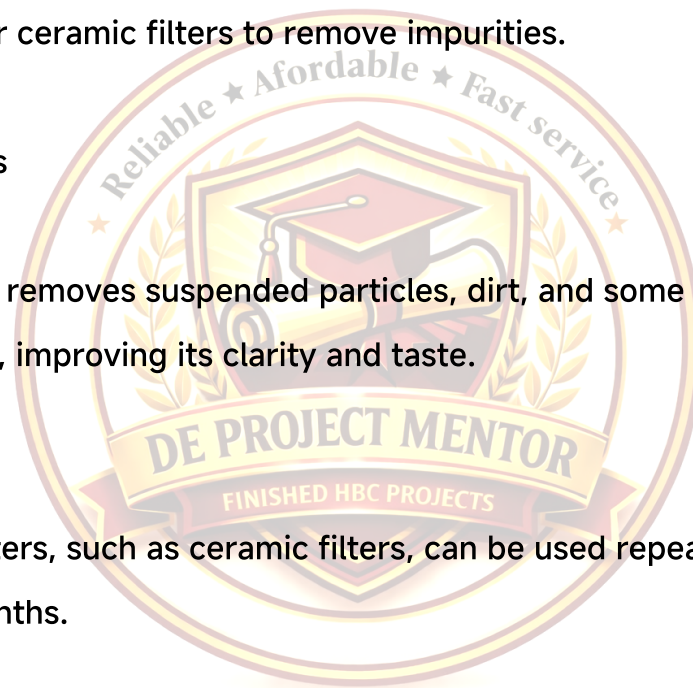 r ceramic filters to remove impurities.
Reliable ★ Afordable ★ Fast service
s
removes suspended particles, dirt, and some
, improving its clarity and taste.
DE PROJECT MENTOR
FINISHED HBC PROJECTS
ters, such as ceramic filters, can be used repea
nths.